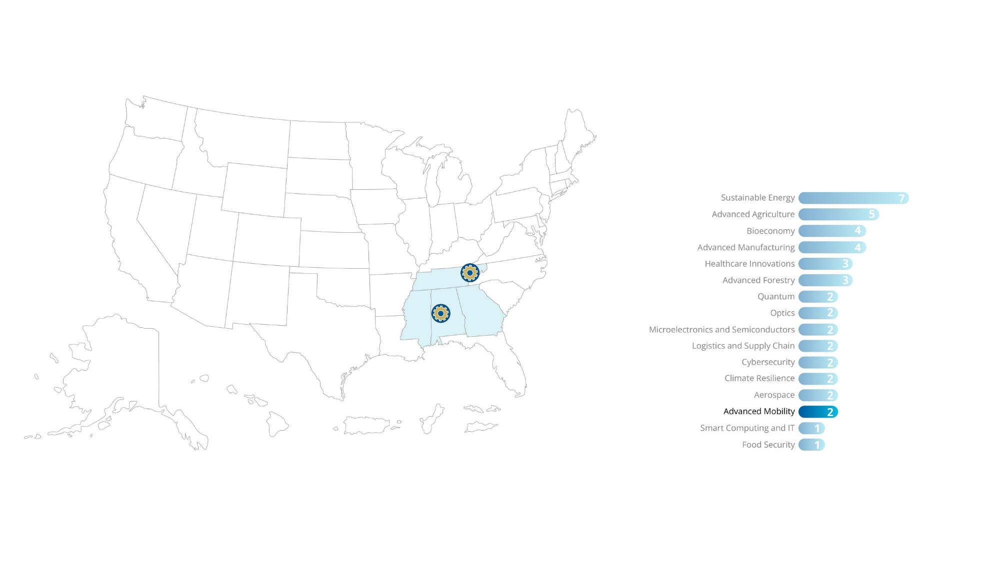 Sustainable Energy 7
Advanced Agriculture 5
Bioeconomy 4
Advanced Manufacturing 4
Healthcare Innovations 3
Advanced Forestry 3
Quantum 2
Optics 2
Microelectronics and Semiconductors 2
Logistics and Supply Chain 2
Cybersecurity 2
Climate Resilience 2
Aerospace 2
Advanced Mobility 2
Smart Computing and IT 1
Food Security 1